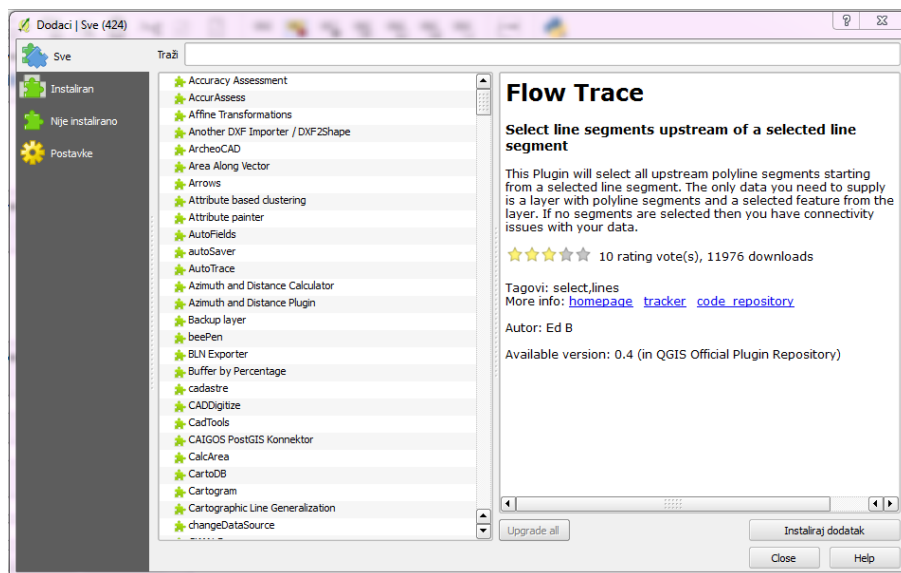 Dodaci | Sve (424)
Sve
Instaliran
Nije instalirano
Postavke
Traži
Accuracy Assessment
AccurAssess
Affine Transformations
Another DXF Importer / DXF2Shape
ArcheoCAD
Area Along Vector
Arrows
Attribute based clustering
Attribute painter
AutoFields
autoSaver
AutoTrace
Azimuth and Distance Calculator
Azimuth and Distance Plugin
Backup layer
beePen
BLN Exporter
Buffer by Percentage
cadastre
CADDigitize
CadTools
CAIGOS PostGIS Konnektor
CalcArea
CartoDB
Cartogram
Cartographic Line Generalization
changeDataSource
Flow Trace
Select line segments upstream of a selected line
segment
This Plugin will select all upstream polyline segments starting
from a selected line segment. The only data you need to supply
is a layer with polyline segments and a selected feature from the
layer. If no segments are selected then you have connectivity
issues with your data.
10 rating vote(s), 11976 downloads
Tagovi: select,lines
More info: homepage tracker code_repository
Autor: Ed B
Available version: 0.4 (in QGIS Official Plugin Repository)
Upgrade all
Instaliraj dodatak
Close
Help